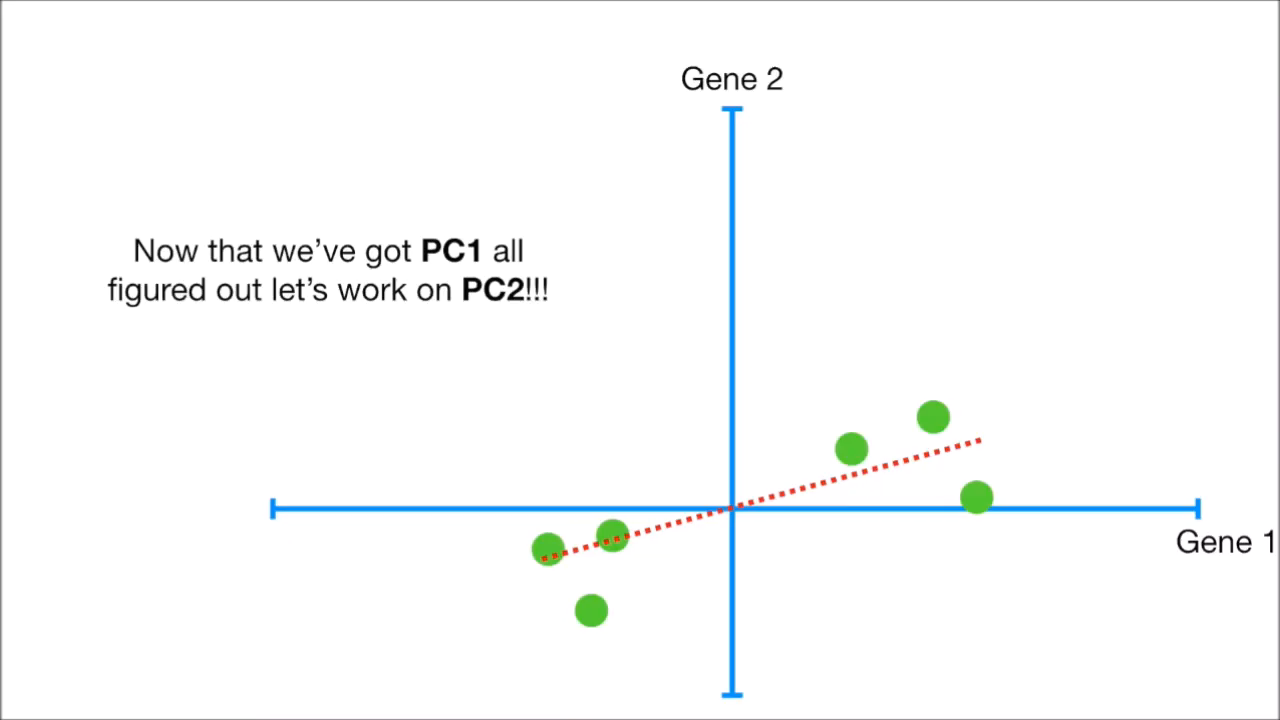 Gene 2
Now that we’ve got PC1 all
figured out let’s work on PC2!!!
Gene 1